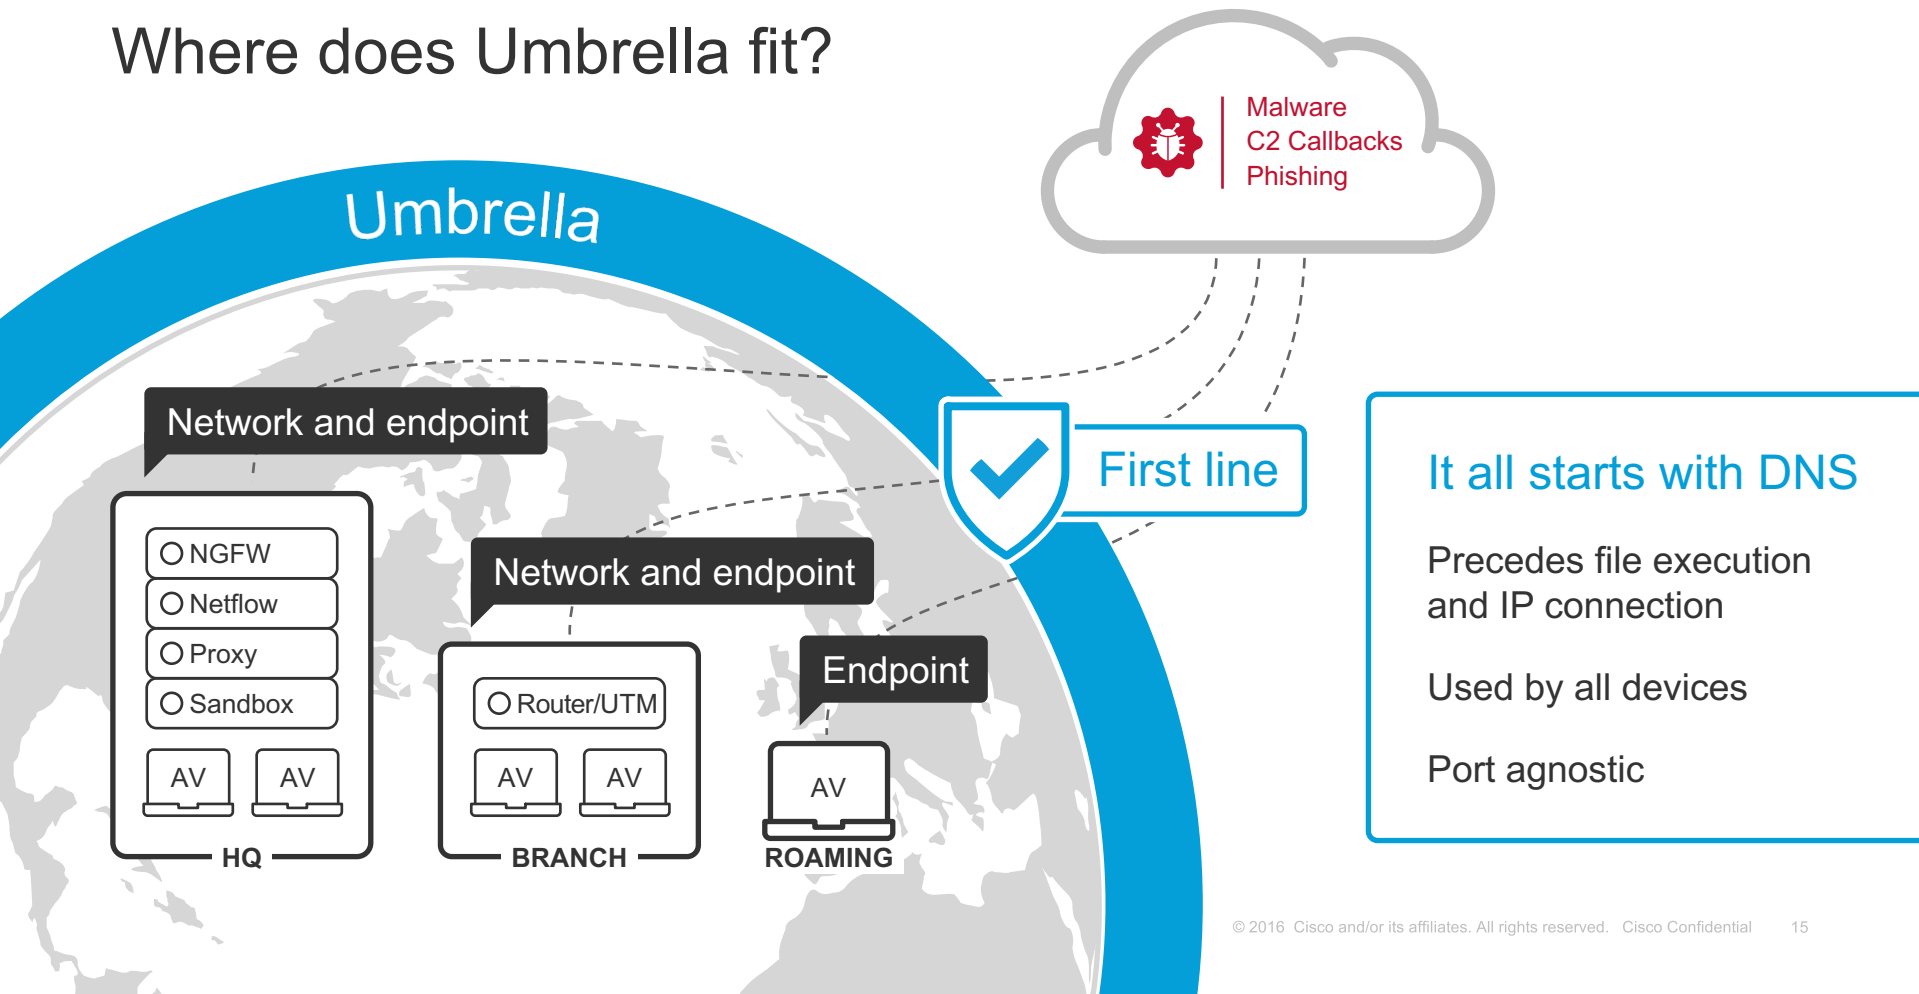 Where does Umbrella fit?
Malware
C2 Callbacks
Phishing
Umbrella
Network and endpoint
NGFW
Netflow
Proxy
Sandbox
AV AV
HQ
Network and endpoint
Router/UTM
AV AV
BRANCH
Endpoint
AV
ROAMING
First line
It all starts with DNS
Precedes file execution
and IP connection
Used by all devices
Port agnostic
© 2016 Cisco and/or its affiliates. All rights reserved. Cisco Confidential 15